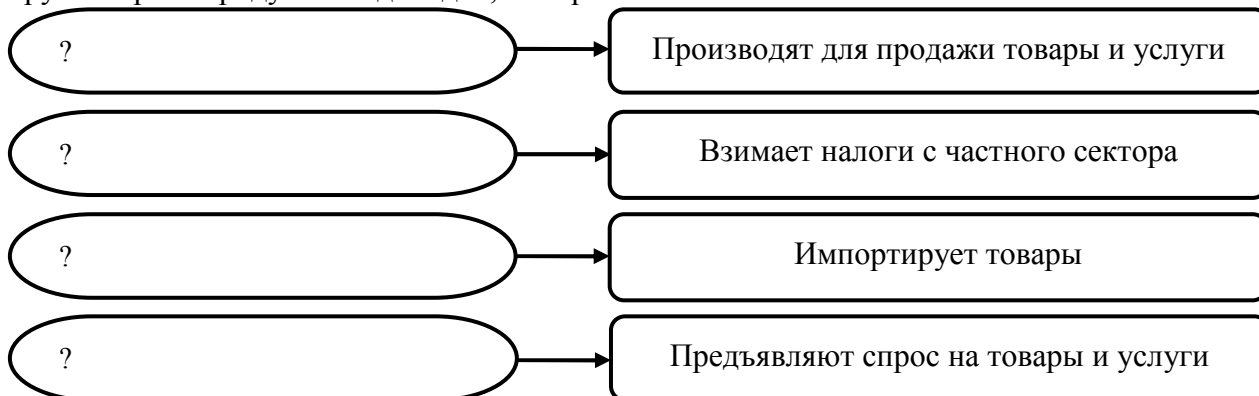 ? Производят для продажи товары и услуги
? Взимает налоги с частного сектора
? Импортирует товары
? Предъявляют спрос на товары и услуги